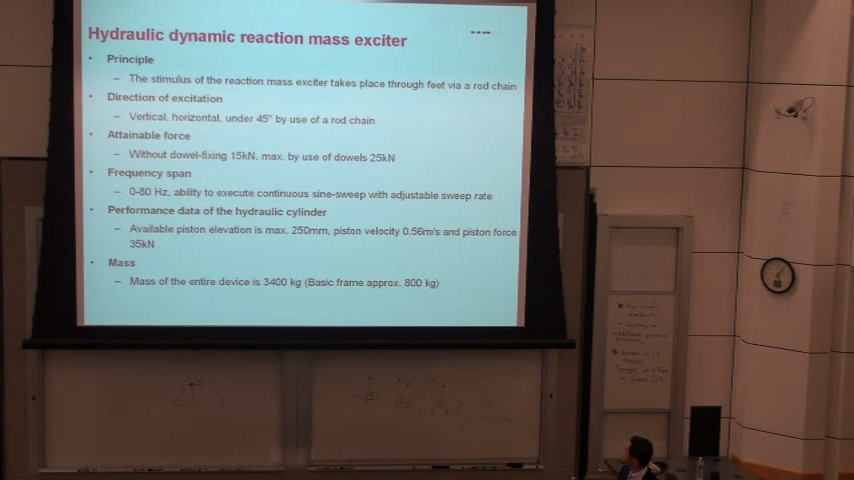 Hydraulic dynamic reaction mass exciter
• Principle
– The stimulus of the reaction mass exciter takes place through feet via a rod chain
• Direction of excitation
– Vertical, horizontal, under 45° by use of a rod chain
• Attainable force
– Without dowel-fixing 15kN, max. by use of dowels 25kN
• Frequency span
– 0-80 Hz, ability to execute continuous sine-sweep with adjustable sweep rate
• Performance data of the hydraulic cylinder
– Available piston elevation is max. 250mm, piston velocity 0.56m/s and piston force
35kN
• Mass
– Mass of the entire device is 3400 kg (Basic frame approx. 800 kg)